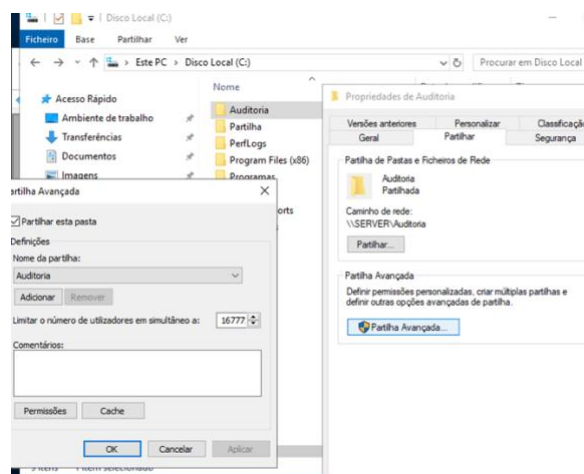 Disco Local (C:)
Ficheiro Base Partilhar Ver
Este PC > Disco Local (C:)
Procurar em Disco Local
Nome
Acesso Rápido
Ambiente de trabalho
Transferências
Documentos
Imagens
Auditoria
Partilha
PerfLogs
Program Files (x86)
Programas
orts
Propriedades de Auditoria
Versões anteriores Personalizar Classificaçã
Geral Partilhar Segurança
Partilha de Pastas e Ficheiros de Rede
Auditoria
Partilhada
Caminho de rede:
\\SERVER\Auditoria
Partilhar...
Partilha Avançada
Definir permissões personalizadas, criar múltiplas partilhas e
definir outras opções avançadas de partilha.
Partilha Avançada...
artilha Avançada
Partilhar esta pasta
Definições
Nome da partilha:
Auditoria
Adicionar Remover
Limitar o número de utilizadores em simultâneo a: 16777
Comentários:
Permissões Cache
OK Cancelar Aplicar